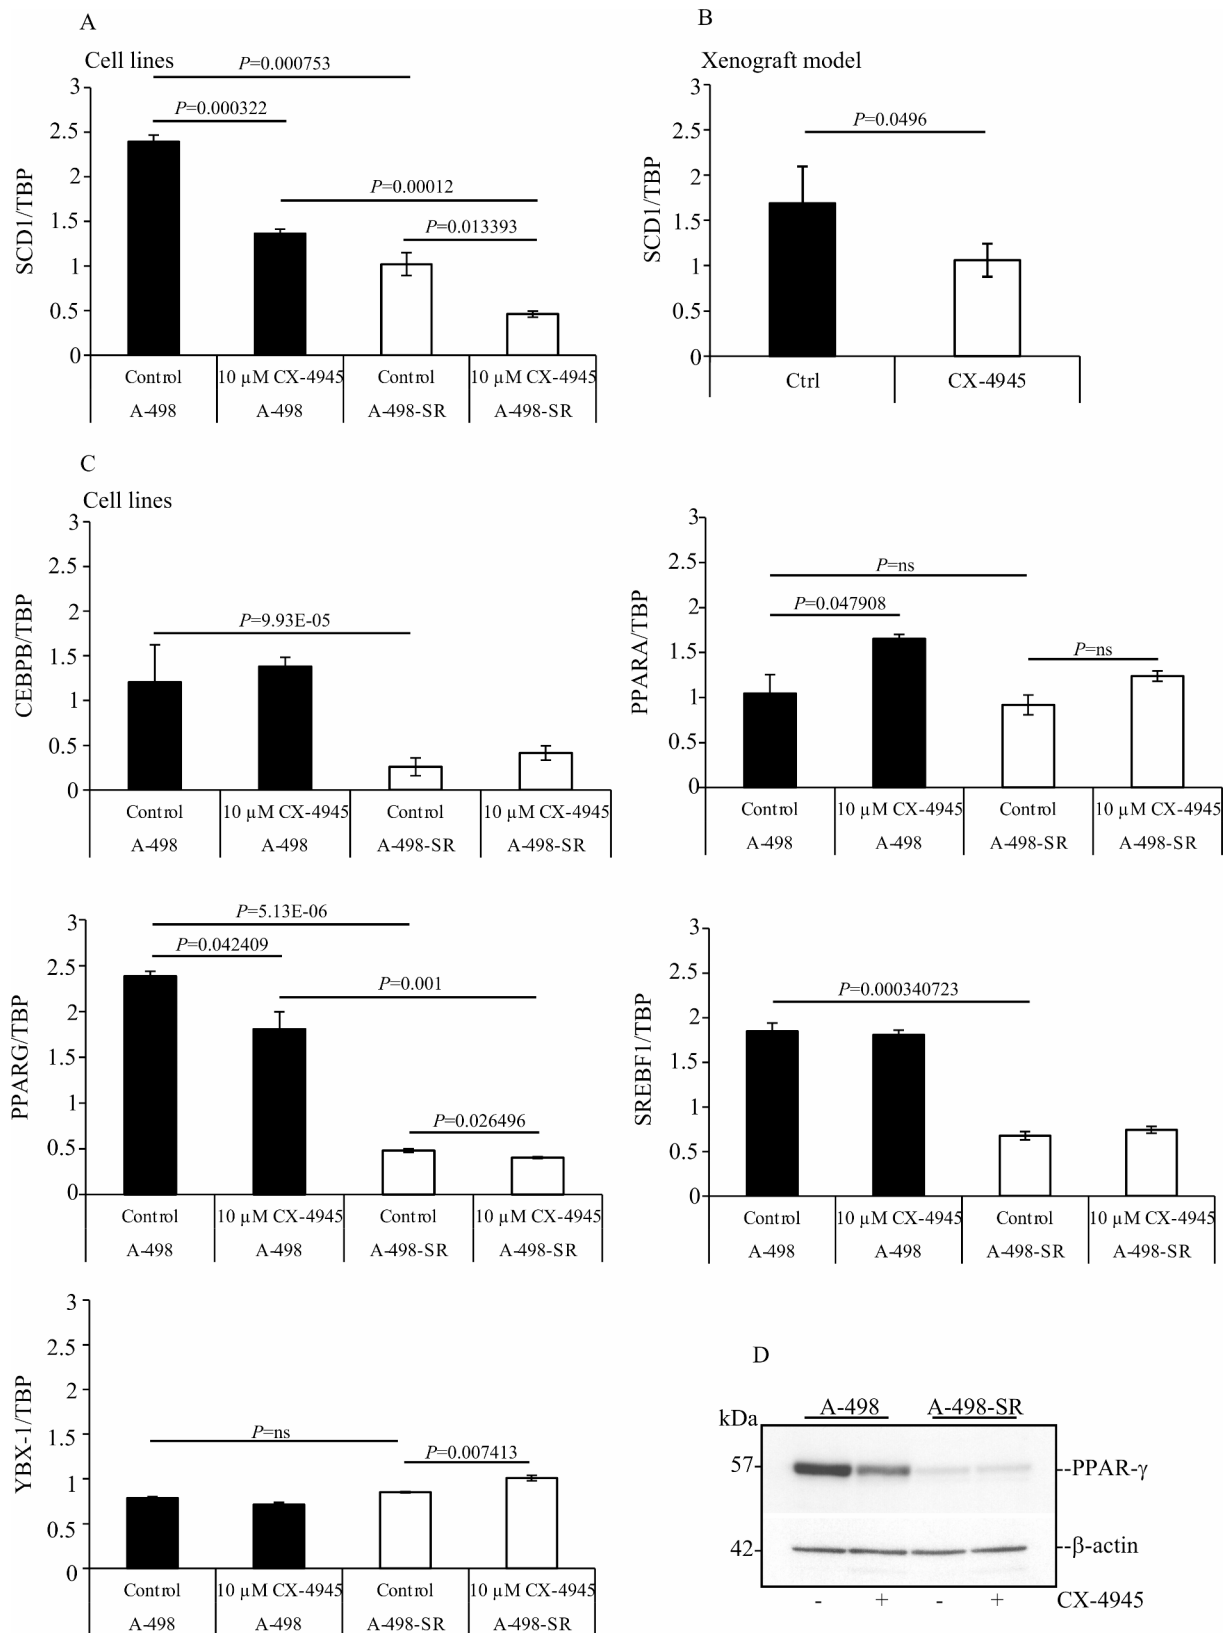 A
Cell lines
P=0.000753
P=0.000322
P=0.00012
P=0.013393
SCD1/TBP
3
2.5
2
1.5
1
0.5
0
Control 10 µM CX-4945 Control 10 µM CX-4945
A-498 A-498 A-498-SR A-498-SR
B
Xenograft model
P=0.0496
SCD1/TBP
3
2.5
2
1.5
1
0.5
0
Ctrl CX-4945
C
Cell lines
P=9.93E-05
CEBPB/TBP
3
2.5
2
1.5
1
0.5
0
Control 10 µM CX-4945 Control 10 µM CX-4945
A-498 A-498 A-498-SR A-498-SR
P=ns
P=0.047908
P=ns
PPARA/TBP
3
2.5
2
1.5
1
0.5
0
Control 10 µM CX-4945 Control 10 µM CX-4945
A-498 A-498 A-498-SR A-498-SR
P=5.13E-06
P=0.042409
P=0.001
P=0.026496
PPARG/TBP
3
2.5
2
1.5
1
0.5
0
Control 10 µM CX-4945 Control 10 µM CX-4945
A-498 A-498 A-498-SR A-498-SR
P=0.000340723
SREBF1/TBP
3
2.5
2
1.5
1
0.5
0
Control 10 µM CX-4945 Control 10 µM CX-4945
A-498 A-498 A-498-SR A-498-SR
P=ns
P=0.007413
YBX-1/TBP
3
2.5
2
1.5
1
0.5
0
Control 10 µM CX-4945 Control 10 µM CX-4945
A-498 A-498 A-498-SR A-498-SR
D
A-498 A-498-SR
kDa
57- --PPAR-γ
42- --β-actin
- + - + CX-4945